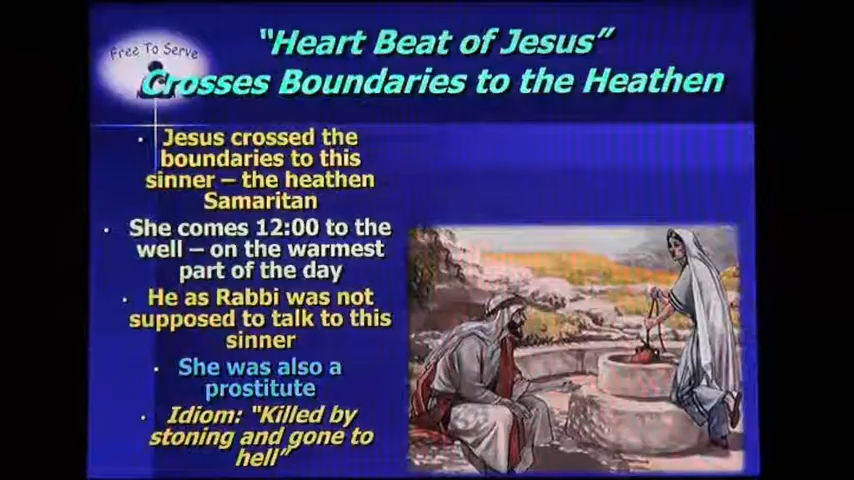 Free To Serve
“Heart Beat of Jesus”
Crosses Boundaries to the Heathen
· Jesus crossed the
boundaries to this
sinner – the heathen
Samaritan
· She comes 12:00 to the
well – on the warmest
part of the day
· He as Rabbi was not
supposed to talk to this
sinner
· She was also a
prostitute
· Idiom: “Killed by
stoning and gone to
hell”